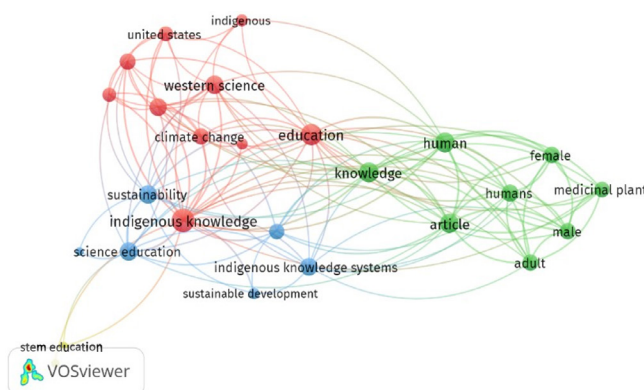 indigenous
united states
western science
climate change
education
human
female
knowledge
humans
medicinal plant
sustainability
indigenous knowledge
article
male
science education
adult
indigenous knowledge systems
sustainable development
stem education
VOSviewer